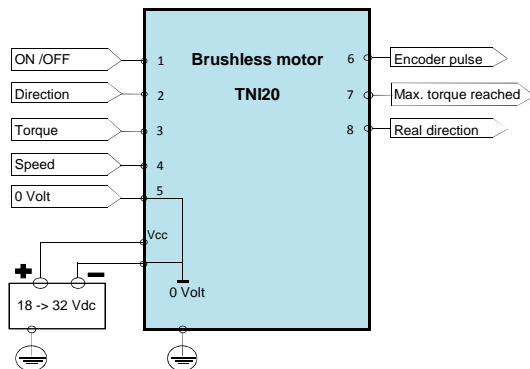 Brushless motor
TNI20
ON /OFF 1
Direction 2
Torque 3
Speed 4
0 Volt 5
6 Encoder pulse
7 Max. torque reached
8 Real direction
Vcc
+ −
18 -> 32 Vdc
0 Volt